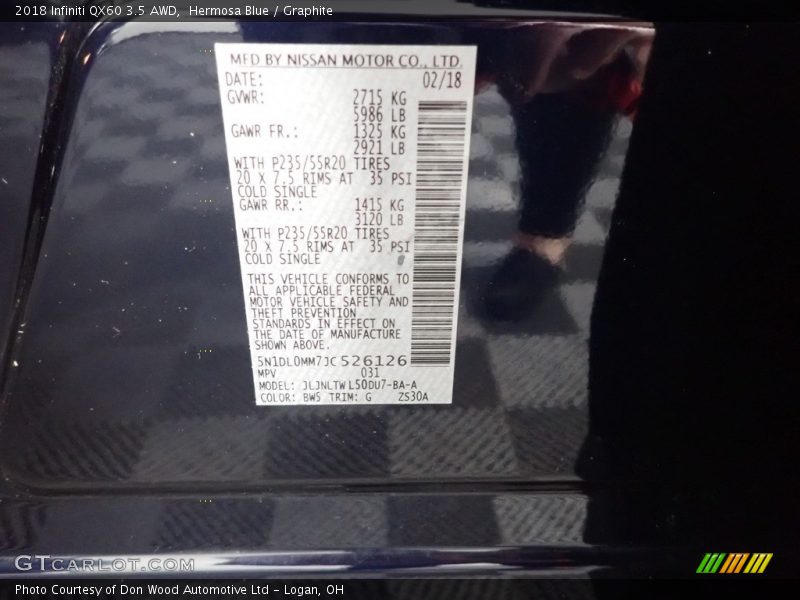 2018 Infiniti QX60 3.5 AWD,  Hermosa Blue / Graphite
MFD BY NISSAN MOTOR CO., LTD.
DATE: 02/18
GVWR: 2715 KG
5986 LB
GAWR FR.: 1325 KG
2921 LB
WITH P235/55R20 TIRES
20 X 7.5 RIMS AT 35 PSI
COLD SINGLE
GAWR RR.: 1415 KG
3120 LB
WITH P235/55R20 TIRES
20 X 7.5 RIMS AT 35 PSI
COLD SINGLE
THIS VEHICLE CONFORMS TO
ALL APPLICABLE FEDERAL
MOTOR VEHICLE SAFETY AND
THEFT PREVENTION
STANDARDS IN EFFECT ON
THE DATE OF MANUFACTURE
SHOWN ABOVE.
5N1DL0MM7JC526126
MPV 031
MODEL: JLJNLTWL50DU7-BA-A
COLOR: BW5 TRIM: G ZS30A
GTCARLOT.COM
Photo Courtesy of Don Wood Automotive Ltd - Logan, OH